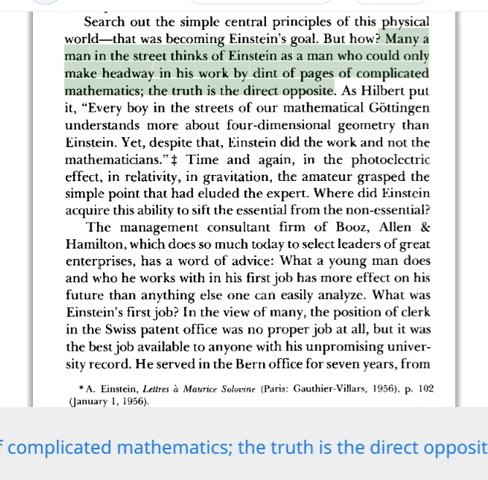 Search out the simple central principles of this physical
world—that was becoming Einstein's goal. But how? Many a
man in the street thinks of Einstein as a man who could only
make headway in his work by dint of pages of complicated
mathematics; the truth is the direct opposite. As Hilbert put
it, "Every boy in the streets of our mathematical Göttingen
understands more about four-dimensional geometry than
Einstein. Yet, despite that, Einstein did the work and not the
mathematicians."‡ Time and again, in the photoelectric
effect, in relativity, in gravitation, the amateur grasped the
simple point that had eluded the expert. Where did Einstein
acquire this ability to sift the essential from the non-essential?
The management consultant firm of Booz, Allen &
Hamilton, which does so much today to select leaders of great
enterprises, has a word of advice: What a young man does
and who he works with in his first job has more effect on his
future than anything else one can easily analyze. What was
Einstein's first job? In the view of many, the position of clerk
in the Swiss patent office was no proper job at all, but it was
the best job available to anyone with his unpromising univer-
sity record. He served in the Bern office for seven years, from
* A. Einstein, Lettres à Maurice Solovine (Paris: Gauthier-Villars, 1956), p. 102
(January 1, 1956).
f complicated mathematics; the truth is the direct opposit